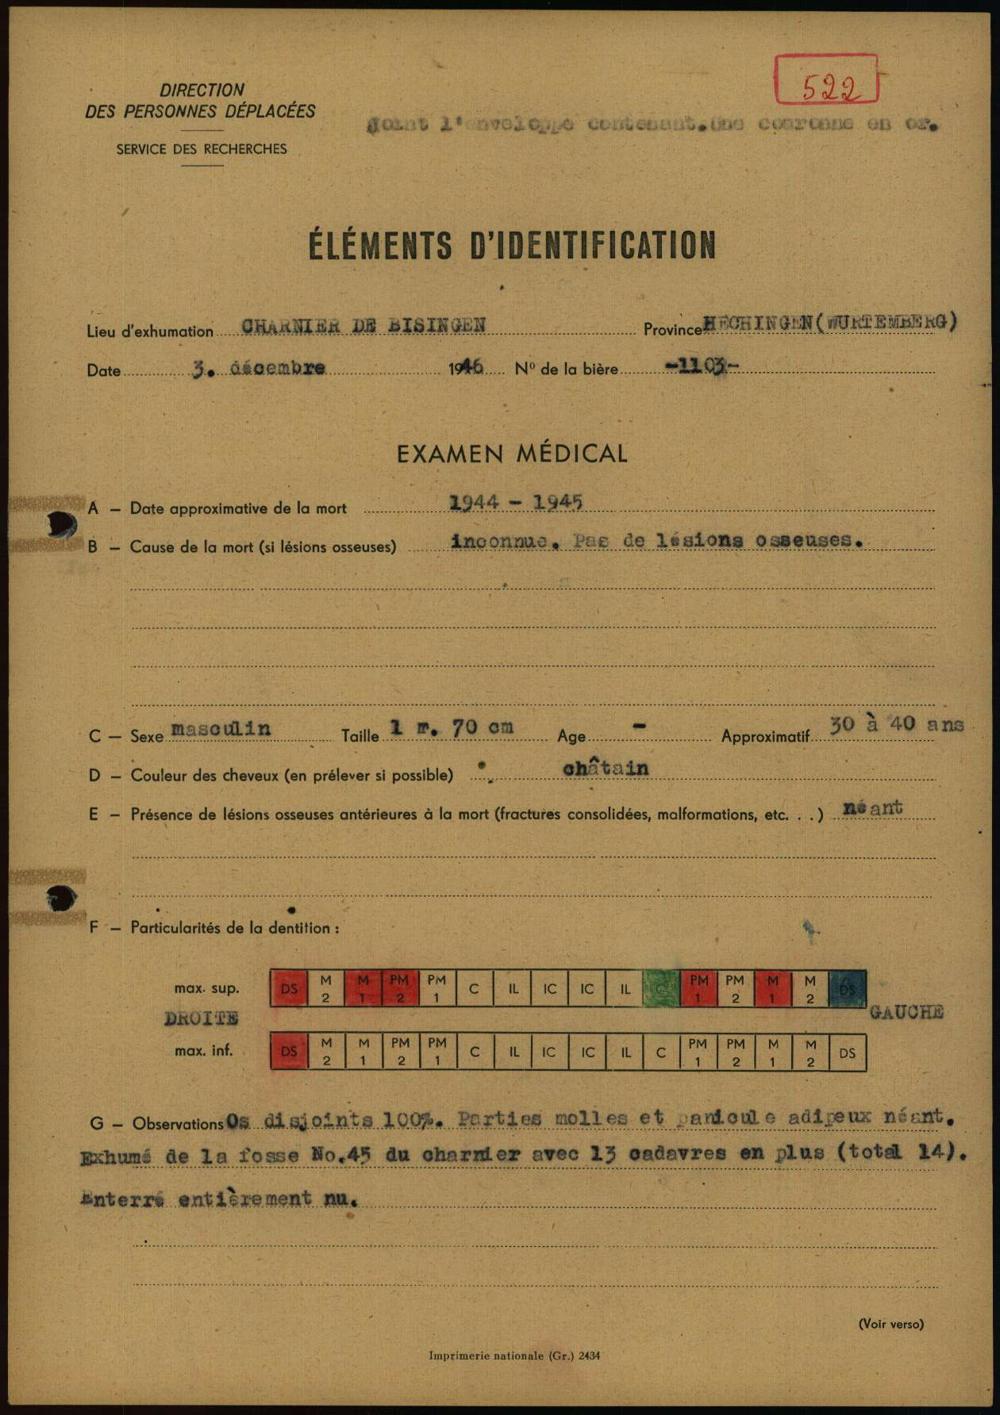 DIRECTION
DES PERSONNES DÉPLACÉES
SERVICE DES RECHERCHES
522
joint l'enveloppe contenant.une couronne en or.
ÉLÉMENTS D'IDENTIFICATION
Lieu d'exhumation CHARNIER DE BISINGEN Province HECHINGEN(WURTEMBERG)
Date 3. décembre 1946 Nº de la bière -1103-
EXAMEN MÉDICAL
A — Date approximative de la mort 1944 - 1945
B — Cause de la mort (si lésions osseuses) inconnue. Pas de lésions osseuses.
C — Sexe masculin Taille 1 m. 70 cm Age - Approximatif 30 à 40 ans
D — Couleur des cheveux (en prélever si possible) châtain
E — Présence de lésions osseuses antérieures à la mort (fractures consolidées, malformations, etc. . .) néant
F — Particularités de la dentition :
max. sup. DS M 2 M 1 PM 2 PM 1 C IL IC IC IL C PM 1 PM 2 M 1 M 2 DS
DROITE GAUCHE
max. inf. DS M 2 M 1 PM 2 PM 1 C IL IC IC IL C PM 1 PM 2 M 1 M 2 DS
G — Observations Os disjoints 100%. Parties molles et panicule adipeux néant.
Exhumé de la fosse No.45 du charnier avec 13 cadavres en plus (total 14).
Enterré entièrement nu.
(Voir verso)
Imprimerie nationale (Gr.) 2434